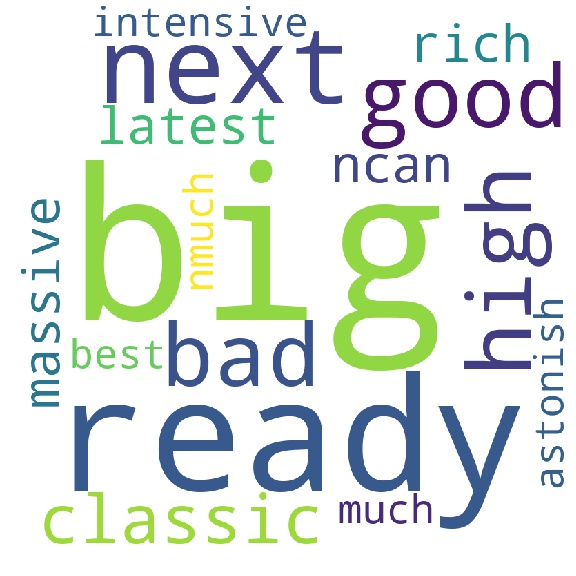 intensive
next
rich
good
latest
ncan
big
nmuch
high
massive
bad
best
astonish
ready
classic
much